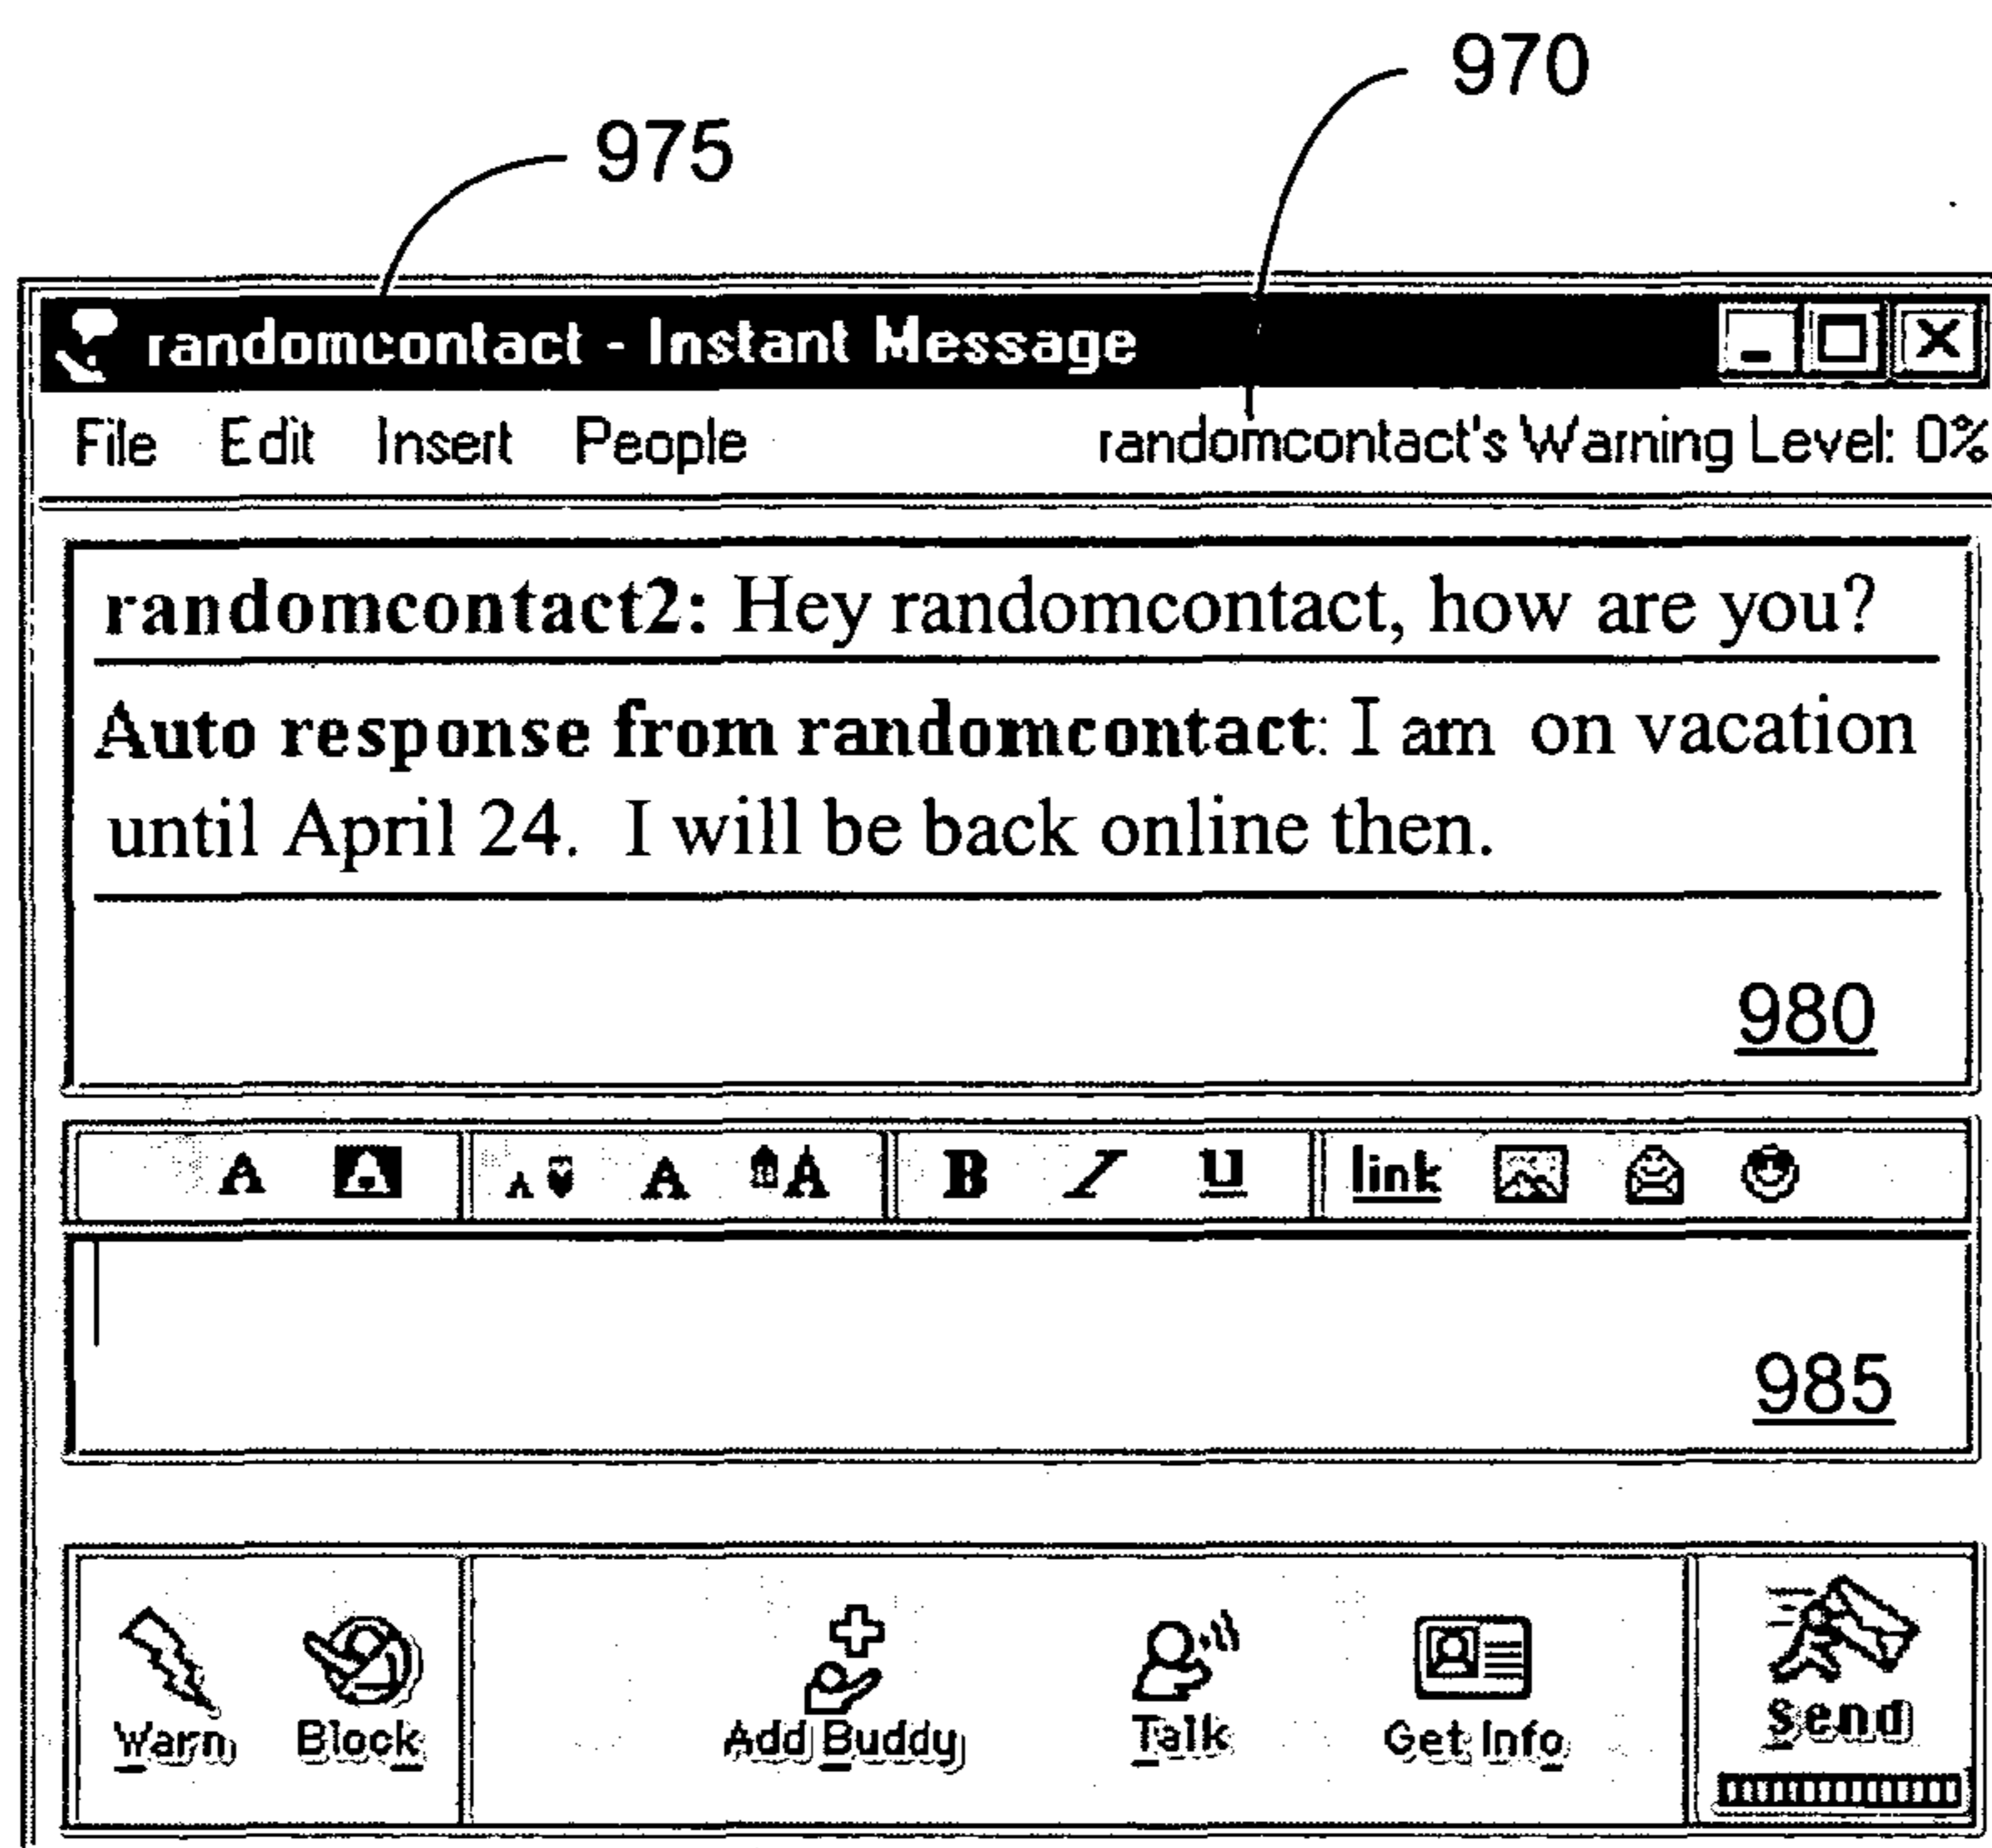 970
975
randomcontact - Instant Message
File Edit Insert People randomcontact's Warning Level: 0%
randomcontact2: Hey randomcontact, how are you?
Auto response from randomcontact: I am on vacation
until April 24. I will be back online then.
980
A A A A A B I U link
985
Warn Block Add Buddy Talk Get Info Send